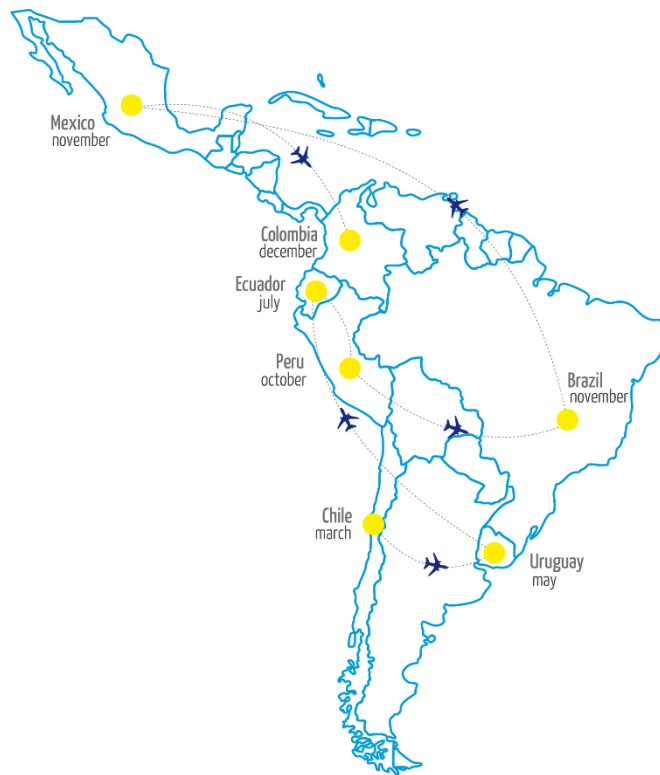 Mexico
november
Colombia
december
Ecuador
july
Peru
october
Brazil
november
Chile
march
Uruguay
may